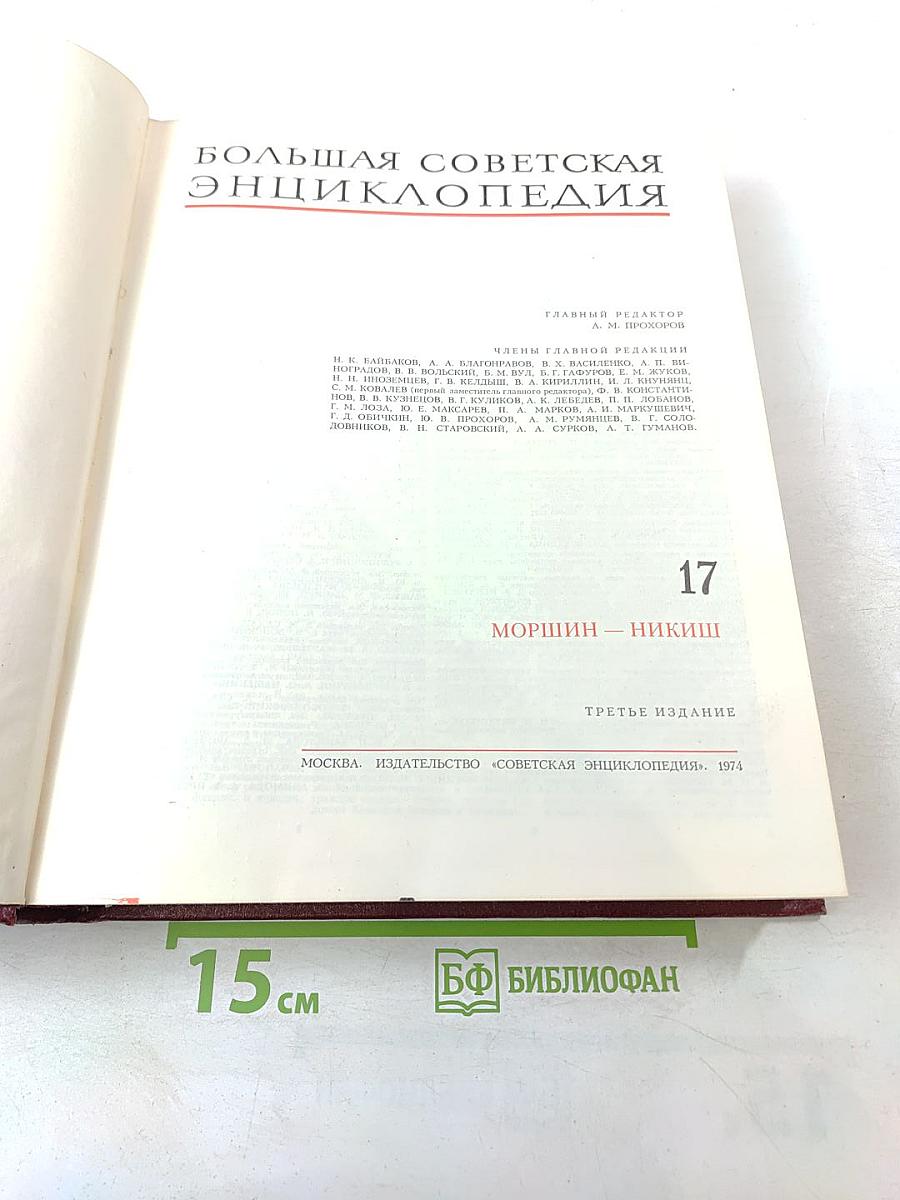 БОЛЬШАЯ СОВЕТСКАЯ
ЭНЦИКЛОПЕДИЯ
ГЛАВНЫЙ РЕДАКТОР
А. М. ПРОХОРОВ
ЧЛЕНЫ ГЛАВНОЙ РЕДАКЦИИ
Н. К. БАЙБАКОВ, А. А. БЛАГОНРАВОВ, В. Х. ВАСИЛЕНКО, А. П. ВИ-
НОГРАДОВ, В. В. ВОЛЬСКИЙ, Б. М. ВУЛ, Б. Г. ГАФУРОВ, Е. М. ЖУКОВ,
Н. Н. ИНОЗЕМЦЕВ, Г. В. КЕЛДЫШ, В. А. КИРИЛЛИН, И. Л. КНУНЯНЦ,
С. М. КОВАЛЕВ (первый заместитель главного редактора), Ф. В. КОНСТАНТИ-
НОВ, В. В. КУЗНЕЦОВ, В. Г. КУЛИКОВ, А. К. ЛЕБЕДЕВ, П. П. ЛОБАНОВ,
Г. М. ЛОЗА, Ю. Е. МАКСАРЕВ, П. А. МАРКОВ, А. И. МАРКУШЕВИЧ,
Г. Д. ОБИЧКИН, Ю. В. ПРОХОРОВ, А. М. РУМЯНЦЕВ, В. Г. СОЛО-
ДОВНИКОВ, В. Н. СТАРОВСКИЙ, А. А. СУРКОВ, А. Т. ГУМАНОВ.
17
МОРШИН — НИКИШ
ТРЕТЬЕ ИЗДАНИЕ
МОСКВА. ИЗДАТЕЛЬСТВО «СОВЕТСКАЯ ЭНЦИКЛОПЕДИЯ». 1974
15 см
БФ БИБЛИОФАН